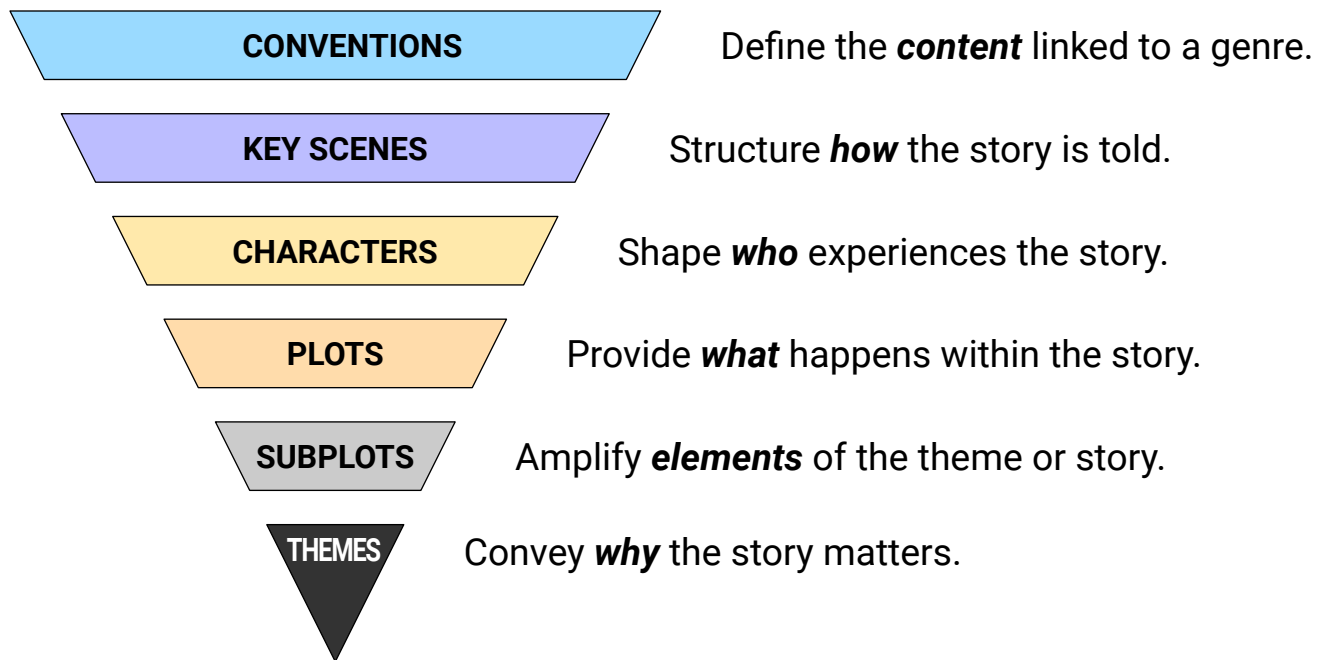 CONVENTIONS Define the content linked to a genre.
KEY SCENES Structure how the story is told.
CHARACTERS Shape who experiences the story.
PLOTS Provide what happens within the story.
SUBPLOTS Amplify elements of the theme or story.
THEMES Convey why the story matters.